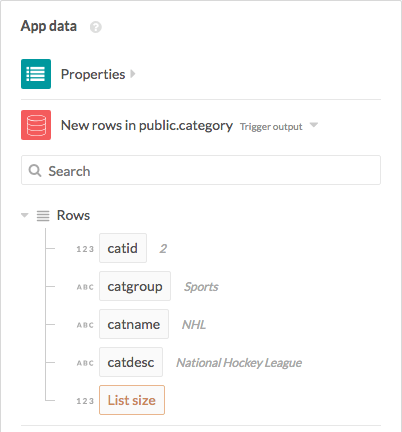 App data ?
Properties
New rows in public.category Trigger output
Search
Rows
123 catid 2
ABC catgroup Sports
ABC catname NHL
ABC catdesc National Hockey League
123 List size